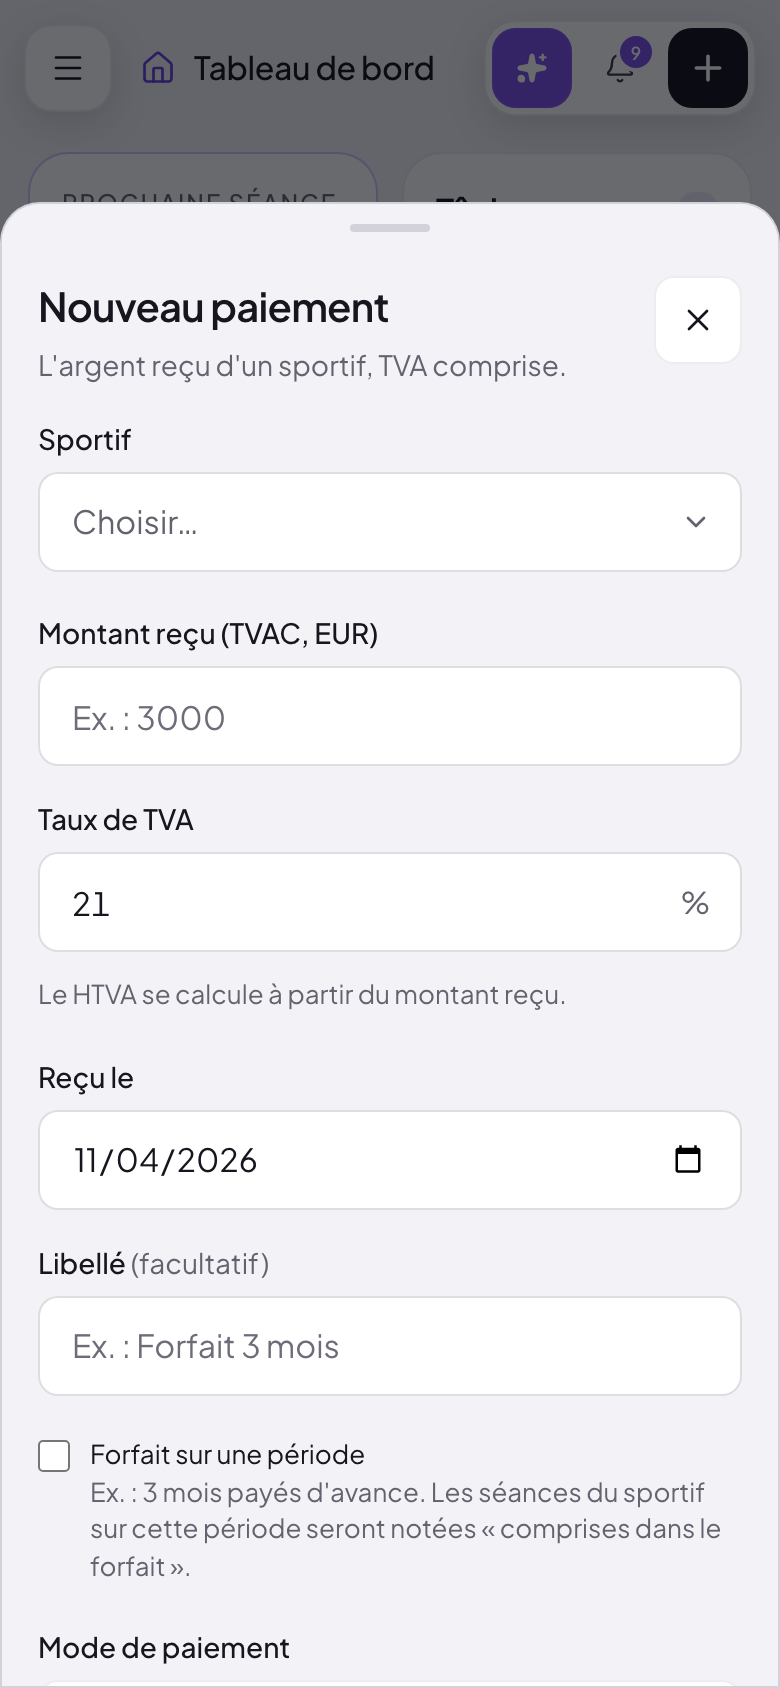 Tableau de bord
9
PROCHAINE SÉANCE
Nouveau paiement
L'argent reçu d'un sportif, TVA comprise.
Sportif
Choisir...
Montant reçu (TVAC, EUR)
Ex. : 3000
Taux de TVA
21 %
Le HTVA se calcule à partir du montant reçu.
Reçu le
11/04/2026
Libellé (facultatif)
Ex. : Forfait 3 mois
Forfait sur une période
Ex. : 3 mois payés d'avance. Les séances du sportif
sur cette période seront notées « comprises dans le
forfait ».
Mode de paiement